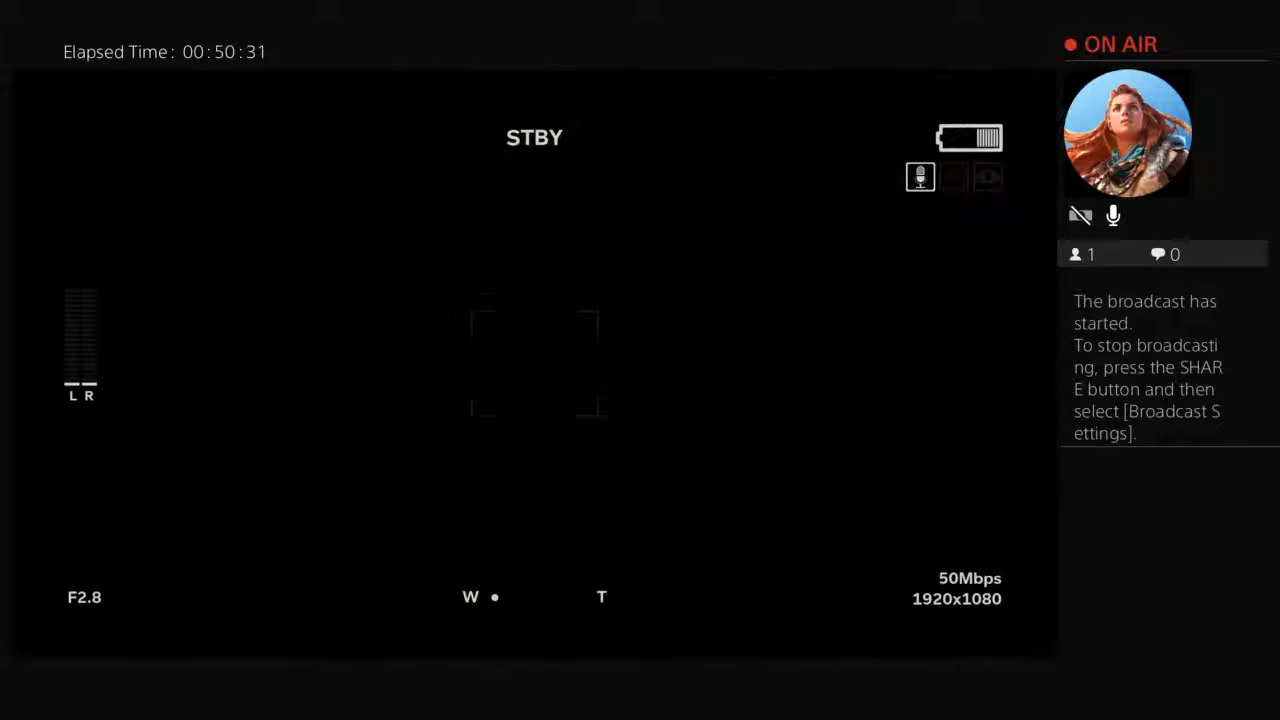 Elapsed Time: 00:50:31
ON AIR
STBY
1
0
The broadcast has
started.
To stop broadcasti
ng, press the SHAR
E button and then
select [Broadcast S
ettings].
L R
F2.8
W
T
50Mbps
1920x1080